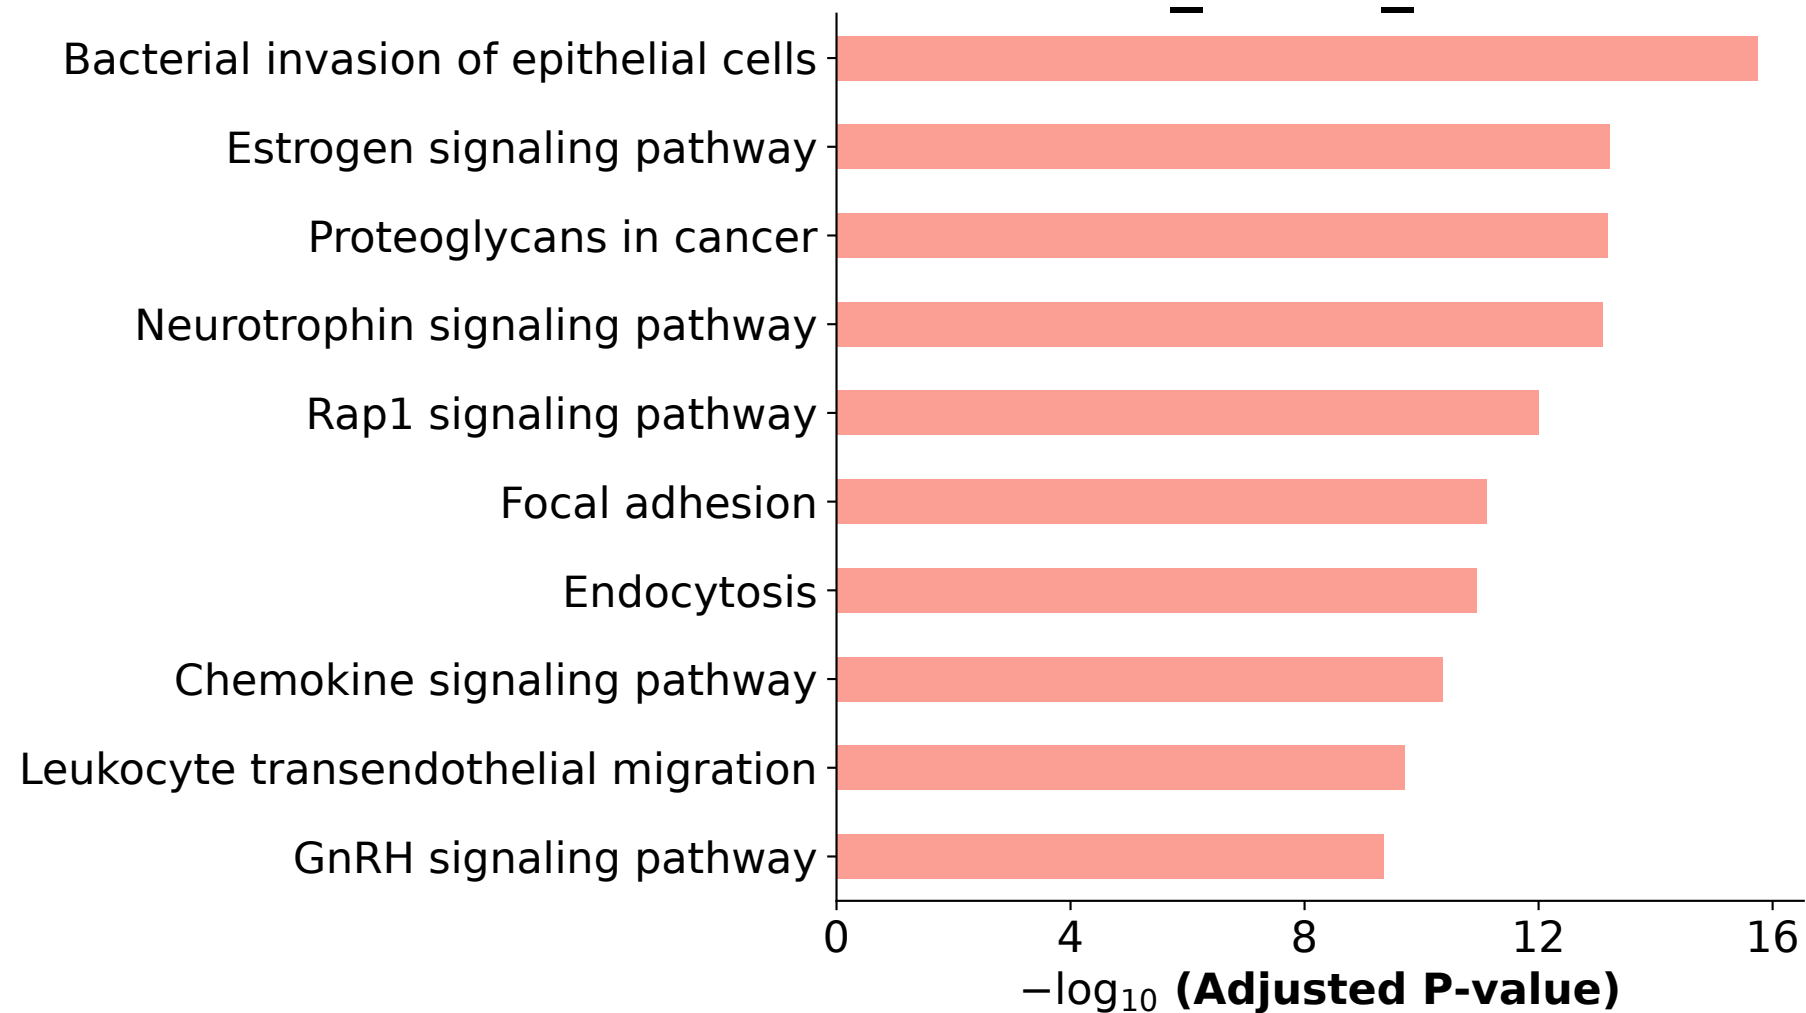 Bacterial invasion of epithelial cells
Estrogen signaling pathway
Proteoglycans in cancer
Neurotrophin signaling pathway
Rap1 signaling pathway
Focal adhesion
Endocytosis
Chemokine signaling pathway
Leukocyte transendothelial migration
GnRH signaling pathway
0 4 8 12 16
−log₁₀ (Adjusted P-value)